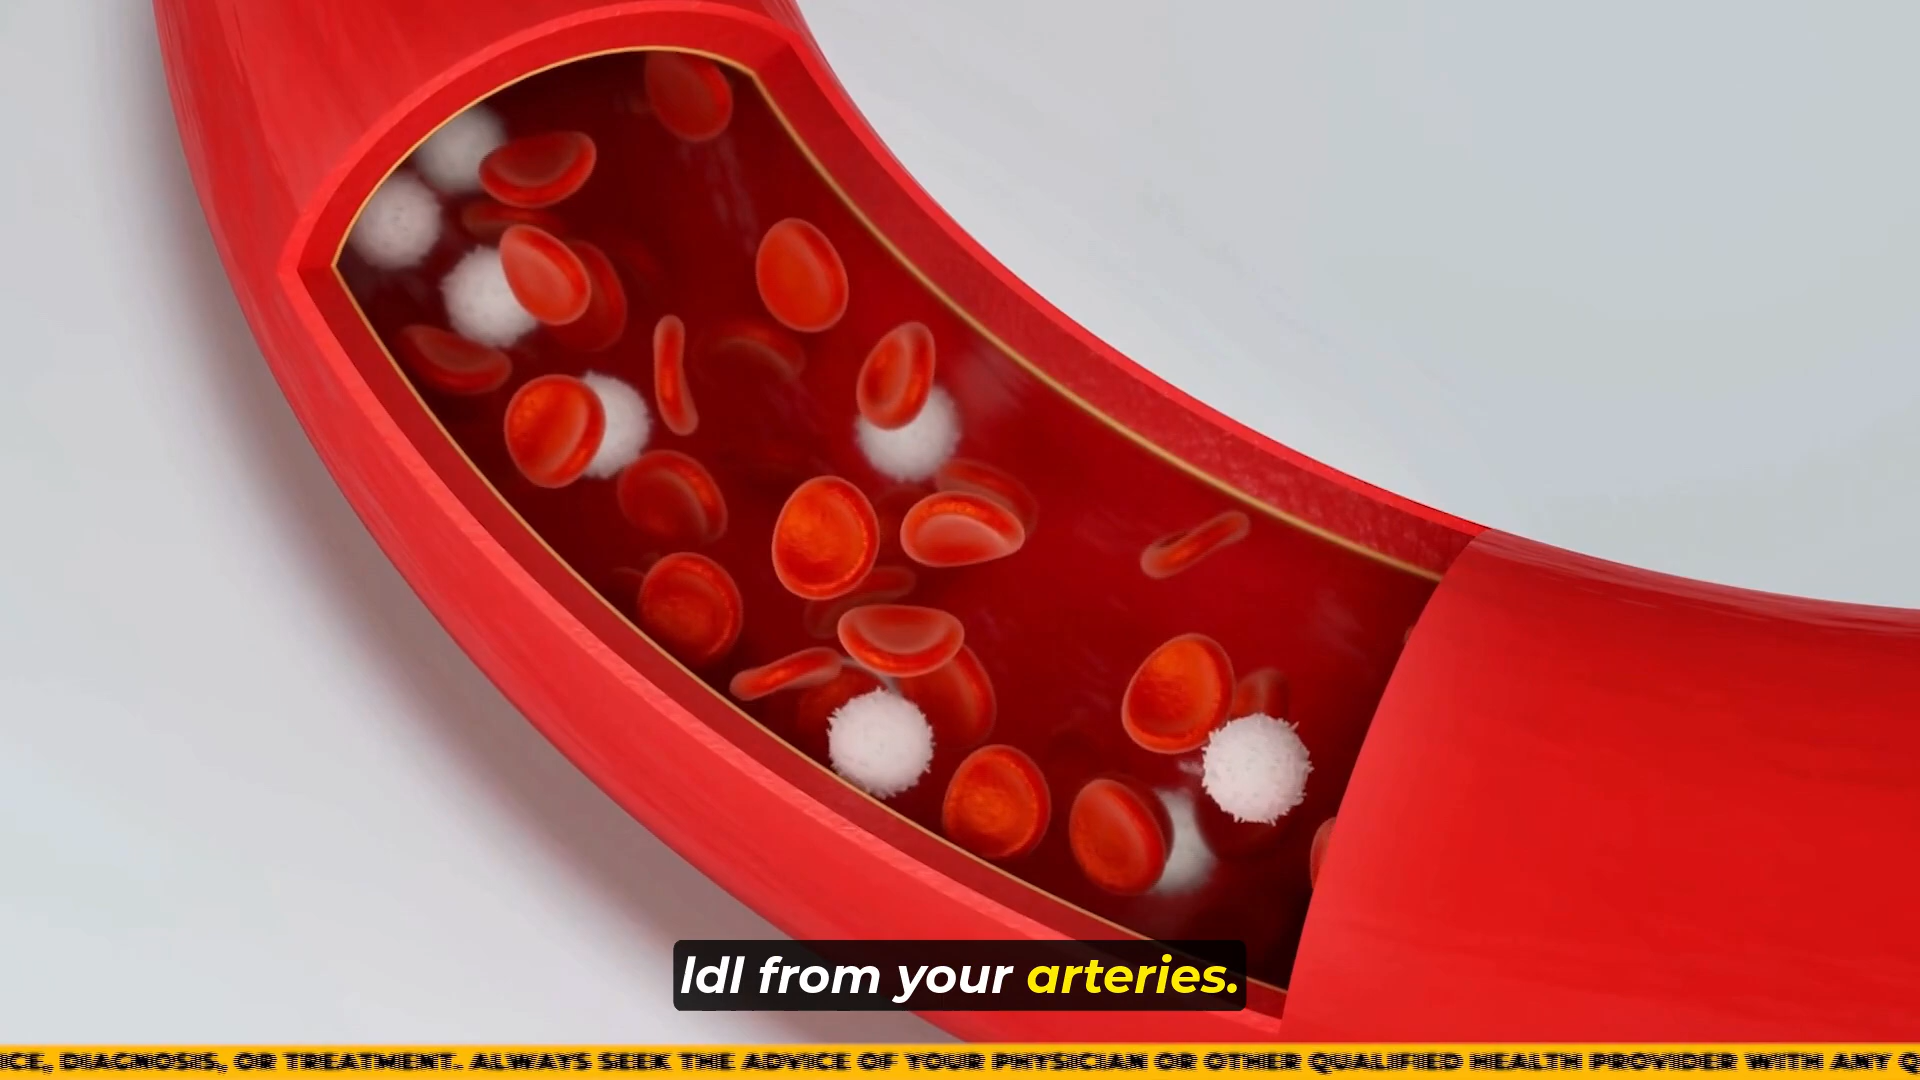 ldl from your arteries.
ICE, DIAGNOSIS, OR TREATMENT. ALWAYS SEEK THE ADVICE OF YOUR PHYSICIAN OR OTHER QUALIFIED HEALTH PROVIDER WITH ANY Q